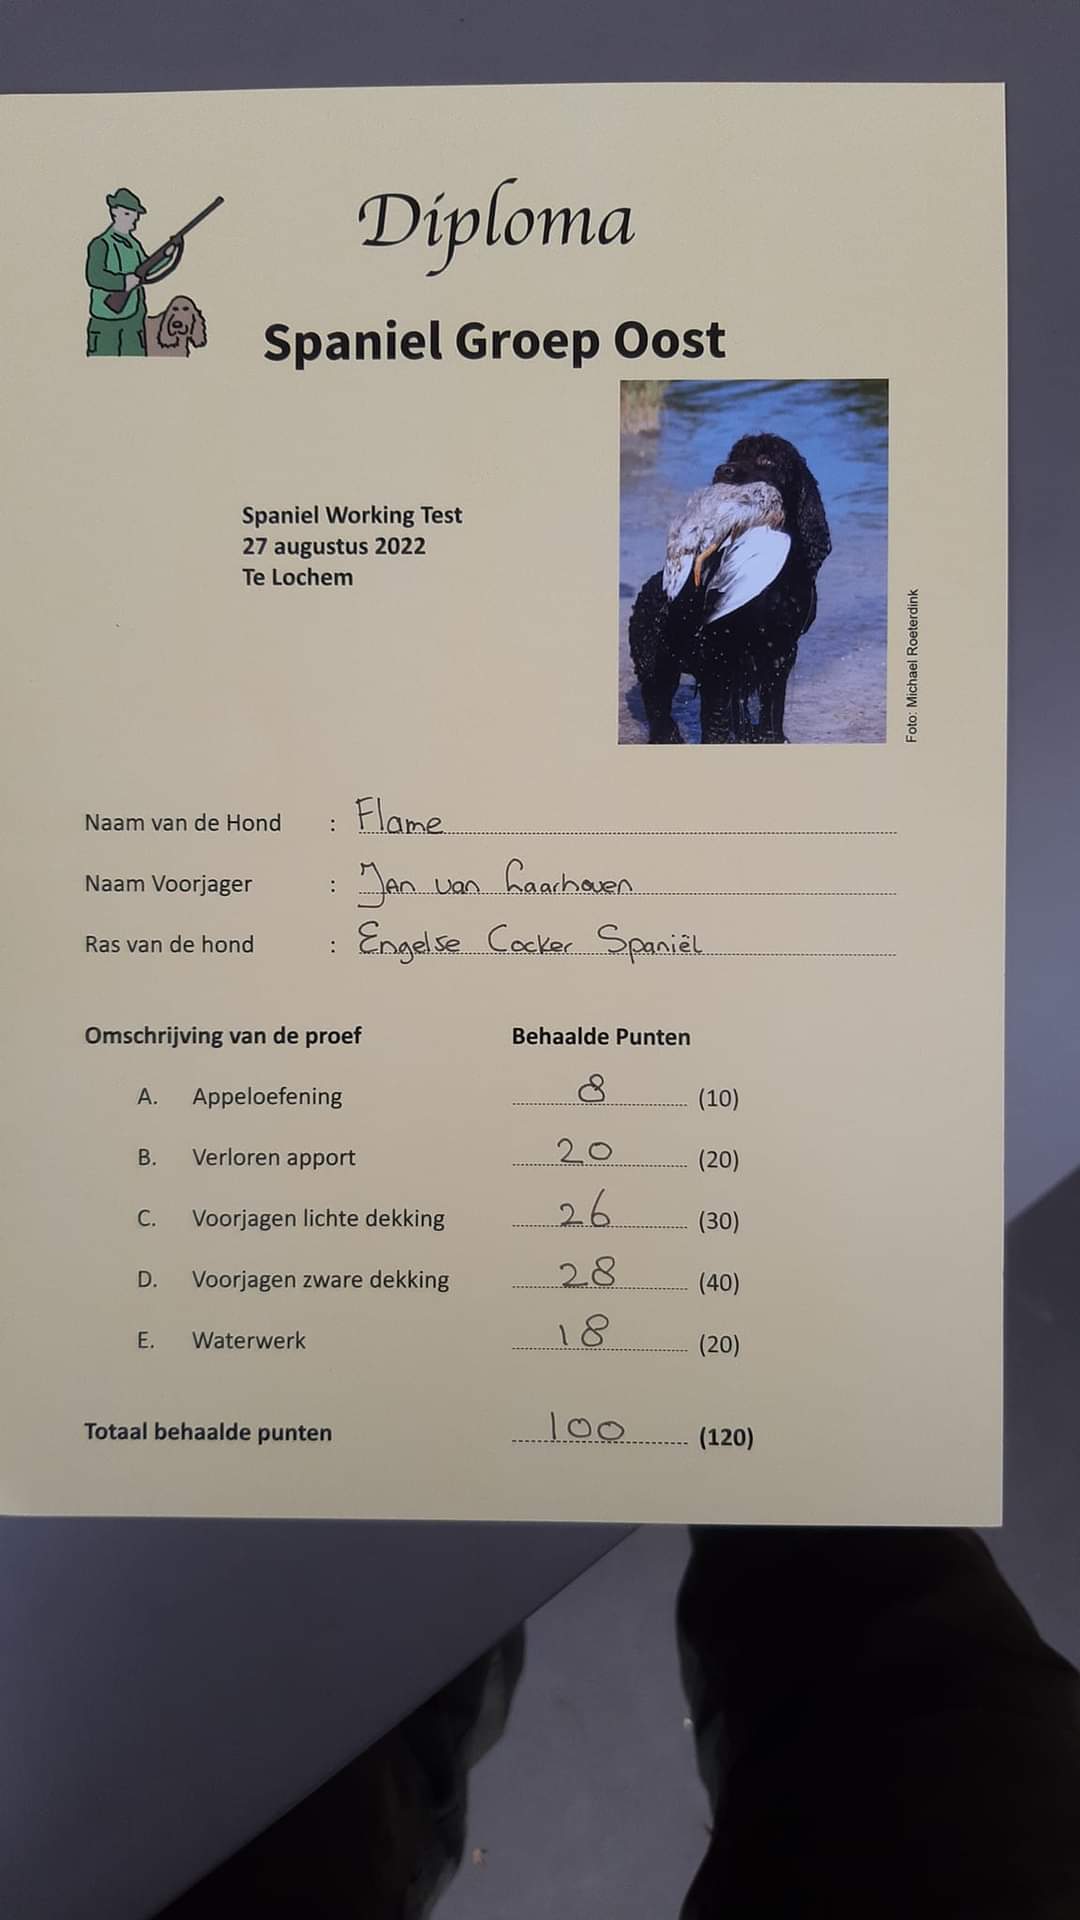 Diploma
Spaniel Groep Oost
Spaniel Working Test
27 augustus 2022
Te Lochem
Foto: Michael Roeterdink
Naam van de Hond : Flame
Naam Voorjager : Jan van Laarhoven
Ras van de hond : Engelse Cocker Spaniël
Omschrijving van de proef Behaalde Punten
A. Appeloefening 8 (10)
B. Verloren apport 20 (20)
C. Voorjagen lichte dekking 26 (30)
D. Voorjagen zware dekking 28 (40)
E. Waterwerk 18 (20)
Totaal behaalde punten 100 (120)